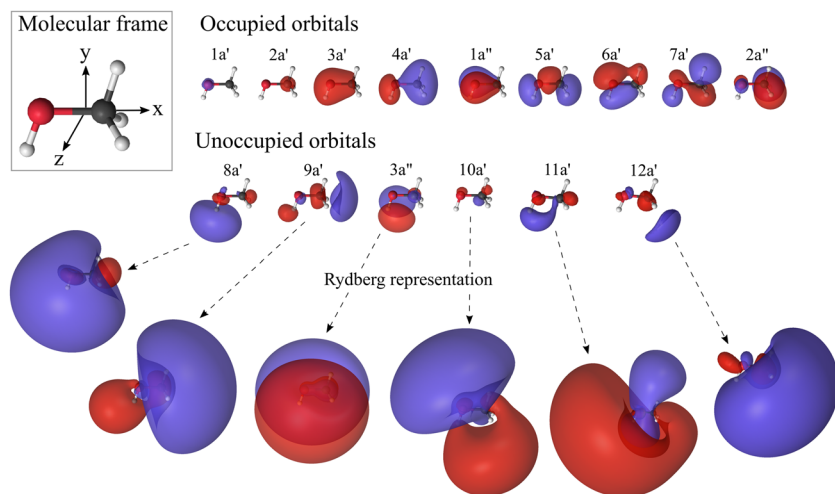 Molecular frame
y
x
z
Occupied orbitals
1a' 2a' 3a' 4a' 1a" 5a' 6a' 7a' 2a"
Unoccupied orbitals
8a' 9a' 3a" 10a' 11a' 12a'
Rydberg representation